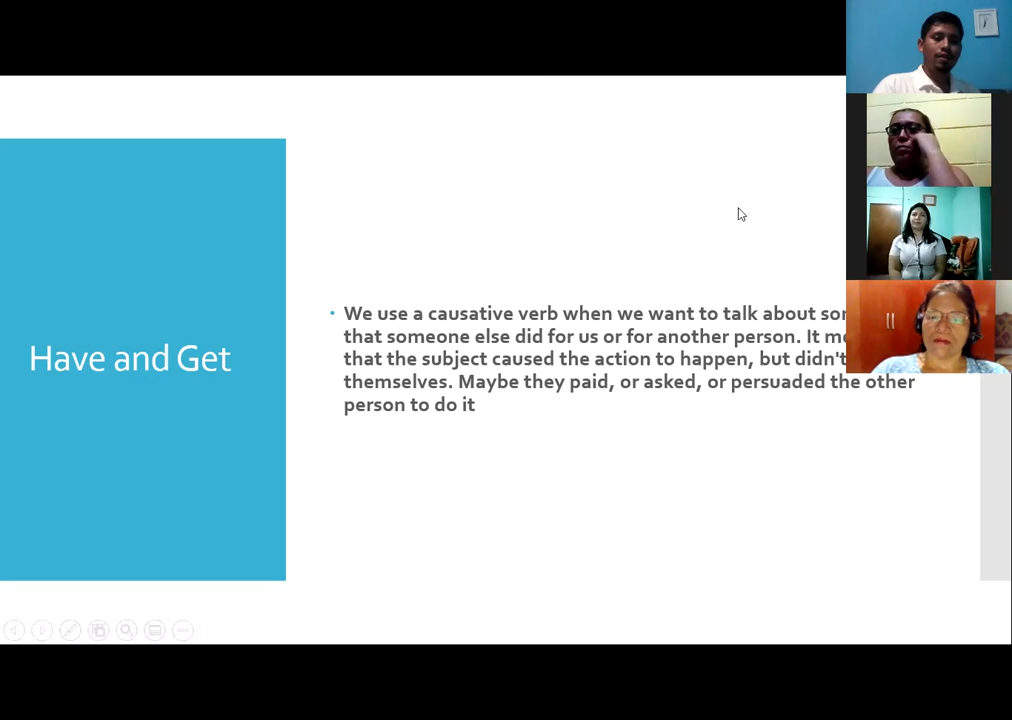 Have and Get
We use a causative verb when we want to talk about
that someone else did for us or for another person. It
that the subject caused the action to happen, but didn't
themselves. Maybe they paid, or asked, or persuaded the other
person to do it